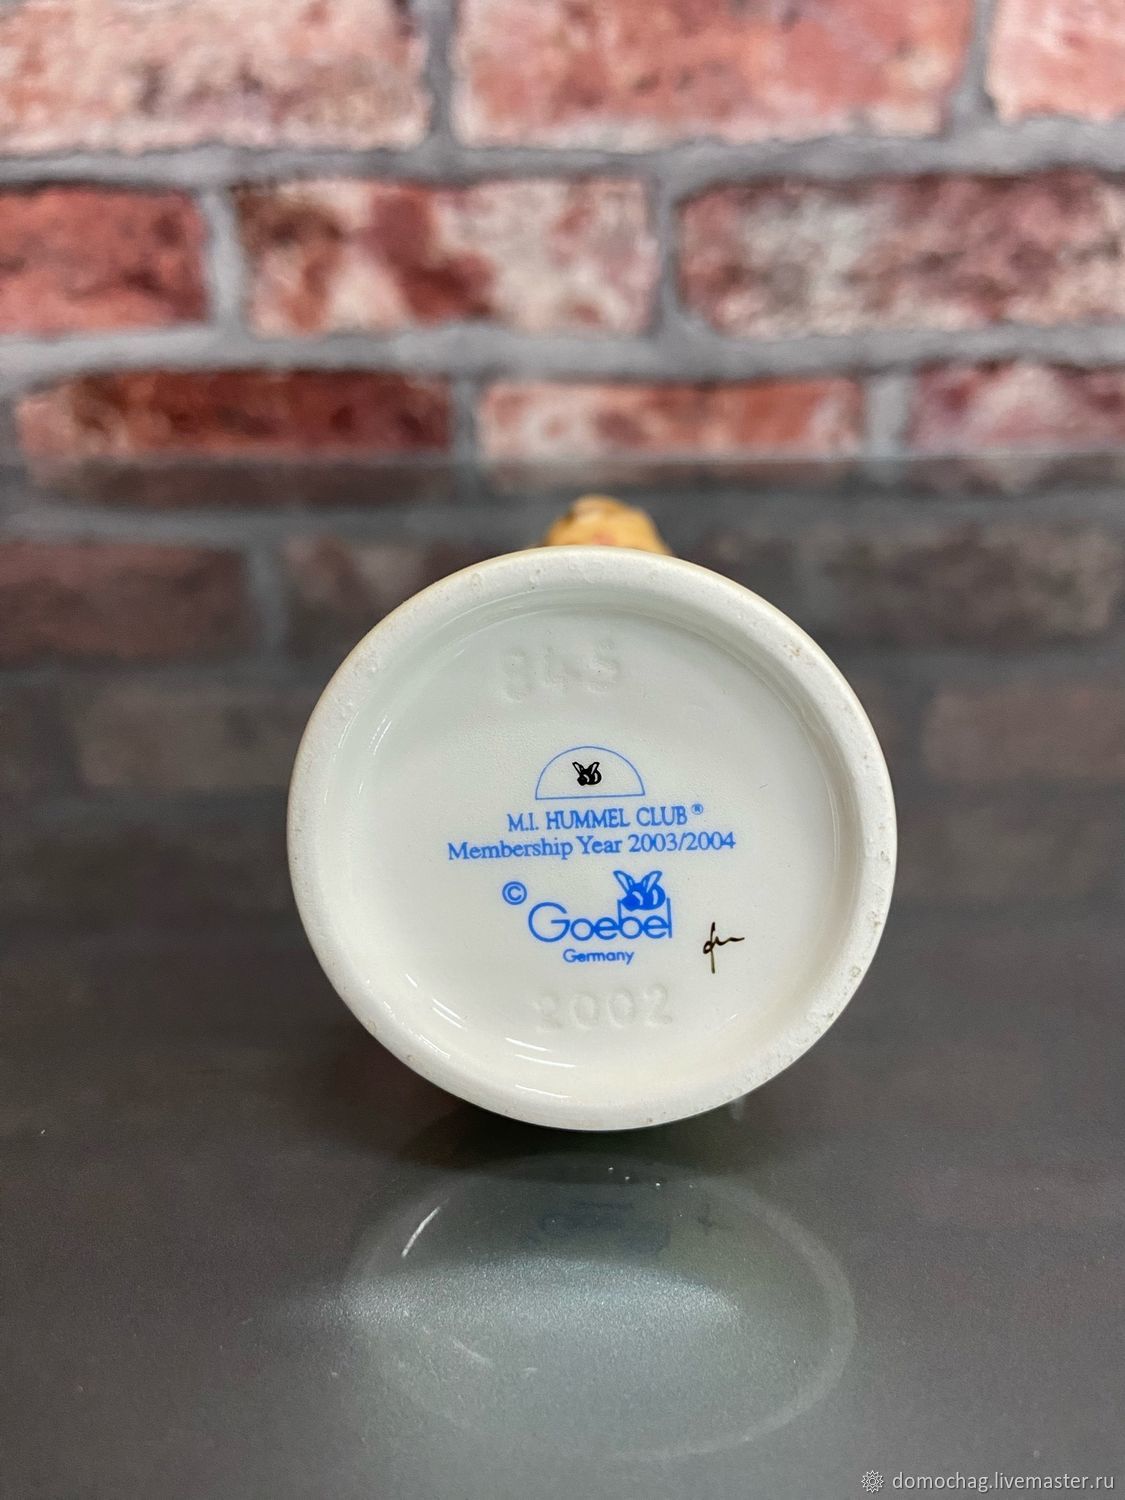 845
M.I. HUMMEL CLUB®
Membership Year 2003/2004
© Goebel
Germany
2002
domochag.livemaster.ru